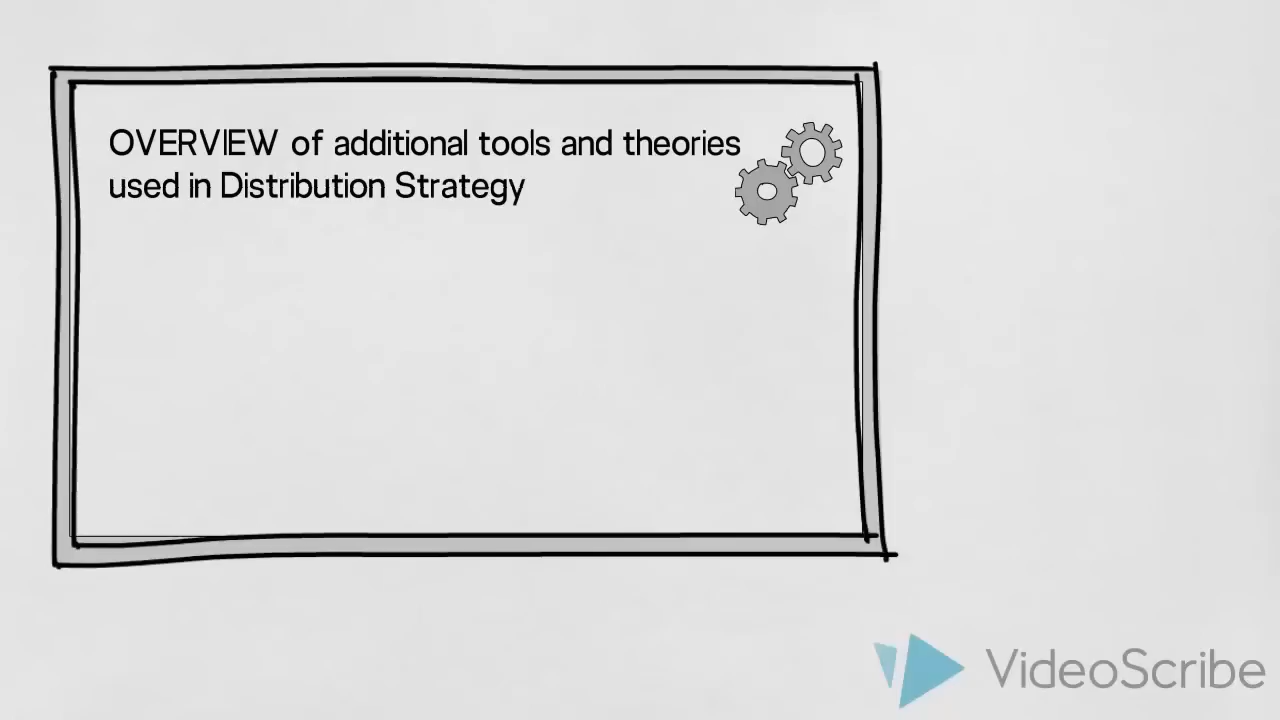 OVERVIEW of additional tools and theories
used in Distribution Strategy
VideoScribe